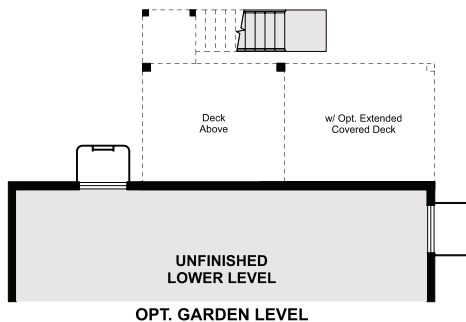 Deck
Above
w/ Opt. Extended
Covered Deck
UNFINISHED
LOWER LEVEL
OPT. GARDEN LEVEL